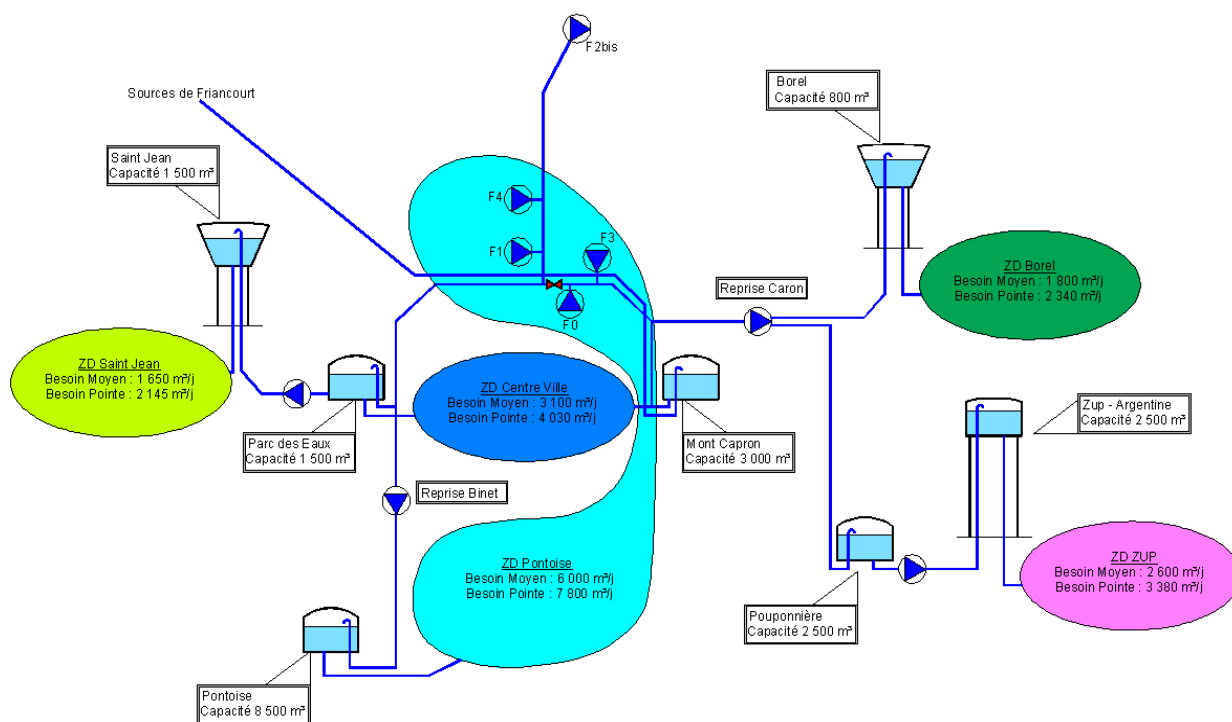 F2bis
Sources de Friancourt
Borel
Capacité 800 m³
Saint Jean
Capacité 1 500 m³
F4
F1
F3
F0
Reprise Caron
ZD Borel
Besoin Moyen : 1 800 m³/j
Besoin Pointe : 2 340 m³/j
ZD Saint Jean
Besoin Moyen : 1 650 m³/j
Besoin Pointe : 2 145 m³/j
ZD Centre Ville
Besoin Moyen : 3 100 m³/j
Besoin Pointe : 4 030 m³/j
Parc des Eaux
Capacité 1 500 m³
Mont Capron
Capacité 3 000 m³
Zup - Argentine
Capacité 2 500 m³
Reprise Binet
ZD Pontoise
Besoin Moyen : 6 000 m³/j
Besoin Pointe : 7 800 m³/j
ZD ZUP
Besoin Moyen : 2 600 m³/j
Besoin Pointe : 3 380 m³/j
Pouponnière
Capacité 2 500 m³
Pontoise
Capacité 8 500 m³